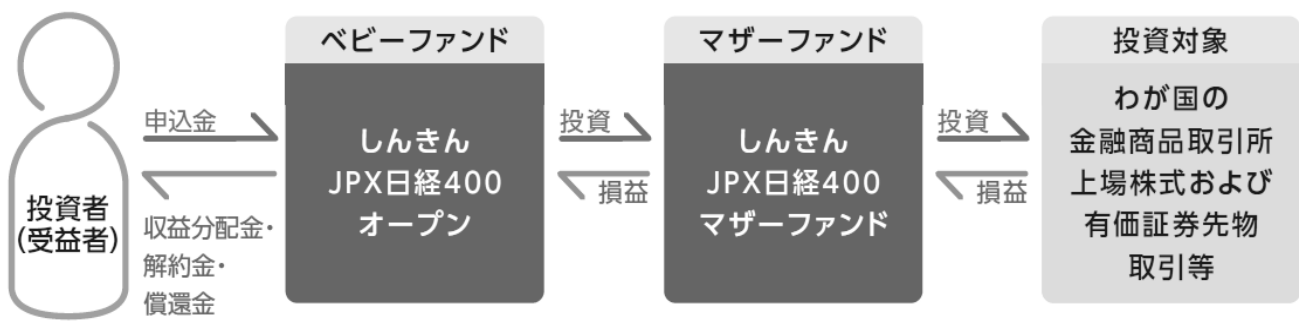 投資者
(受益者)
申込金
収益分配金・
解約金・
償還金
ベビーファンド
しんきん
JPX日経400
オープン
投資
損益
マザーファンド
しんきん
JPX日経400
マザーファンド
投資
損益
投資対象
わが国の
金融商品取引所
上場株式および
有価証券先物
取引等